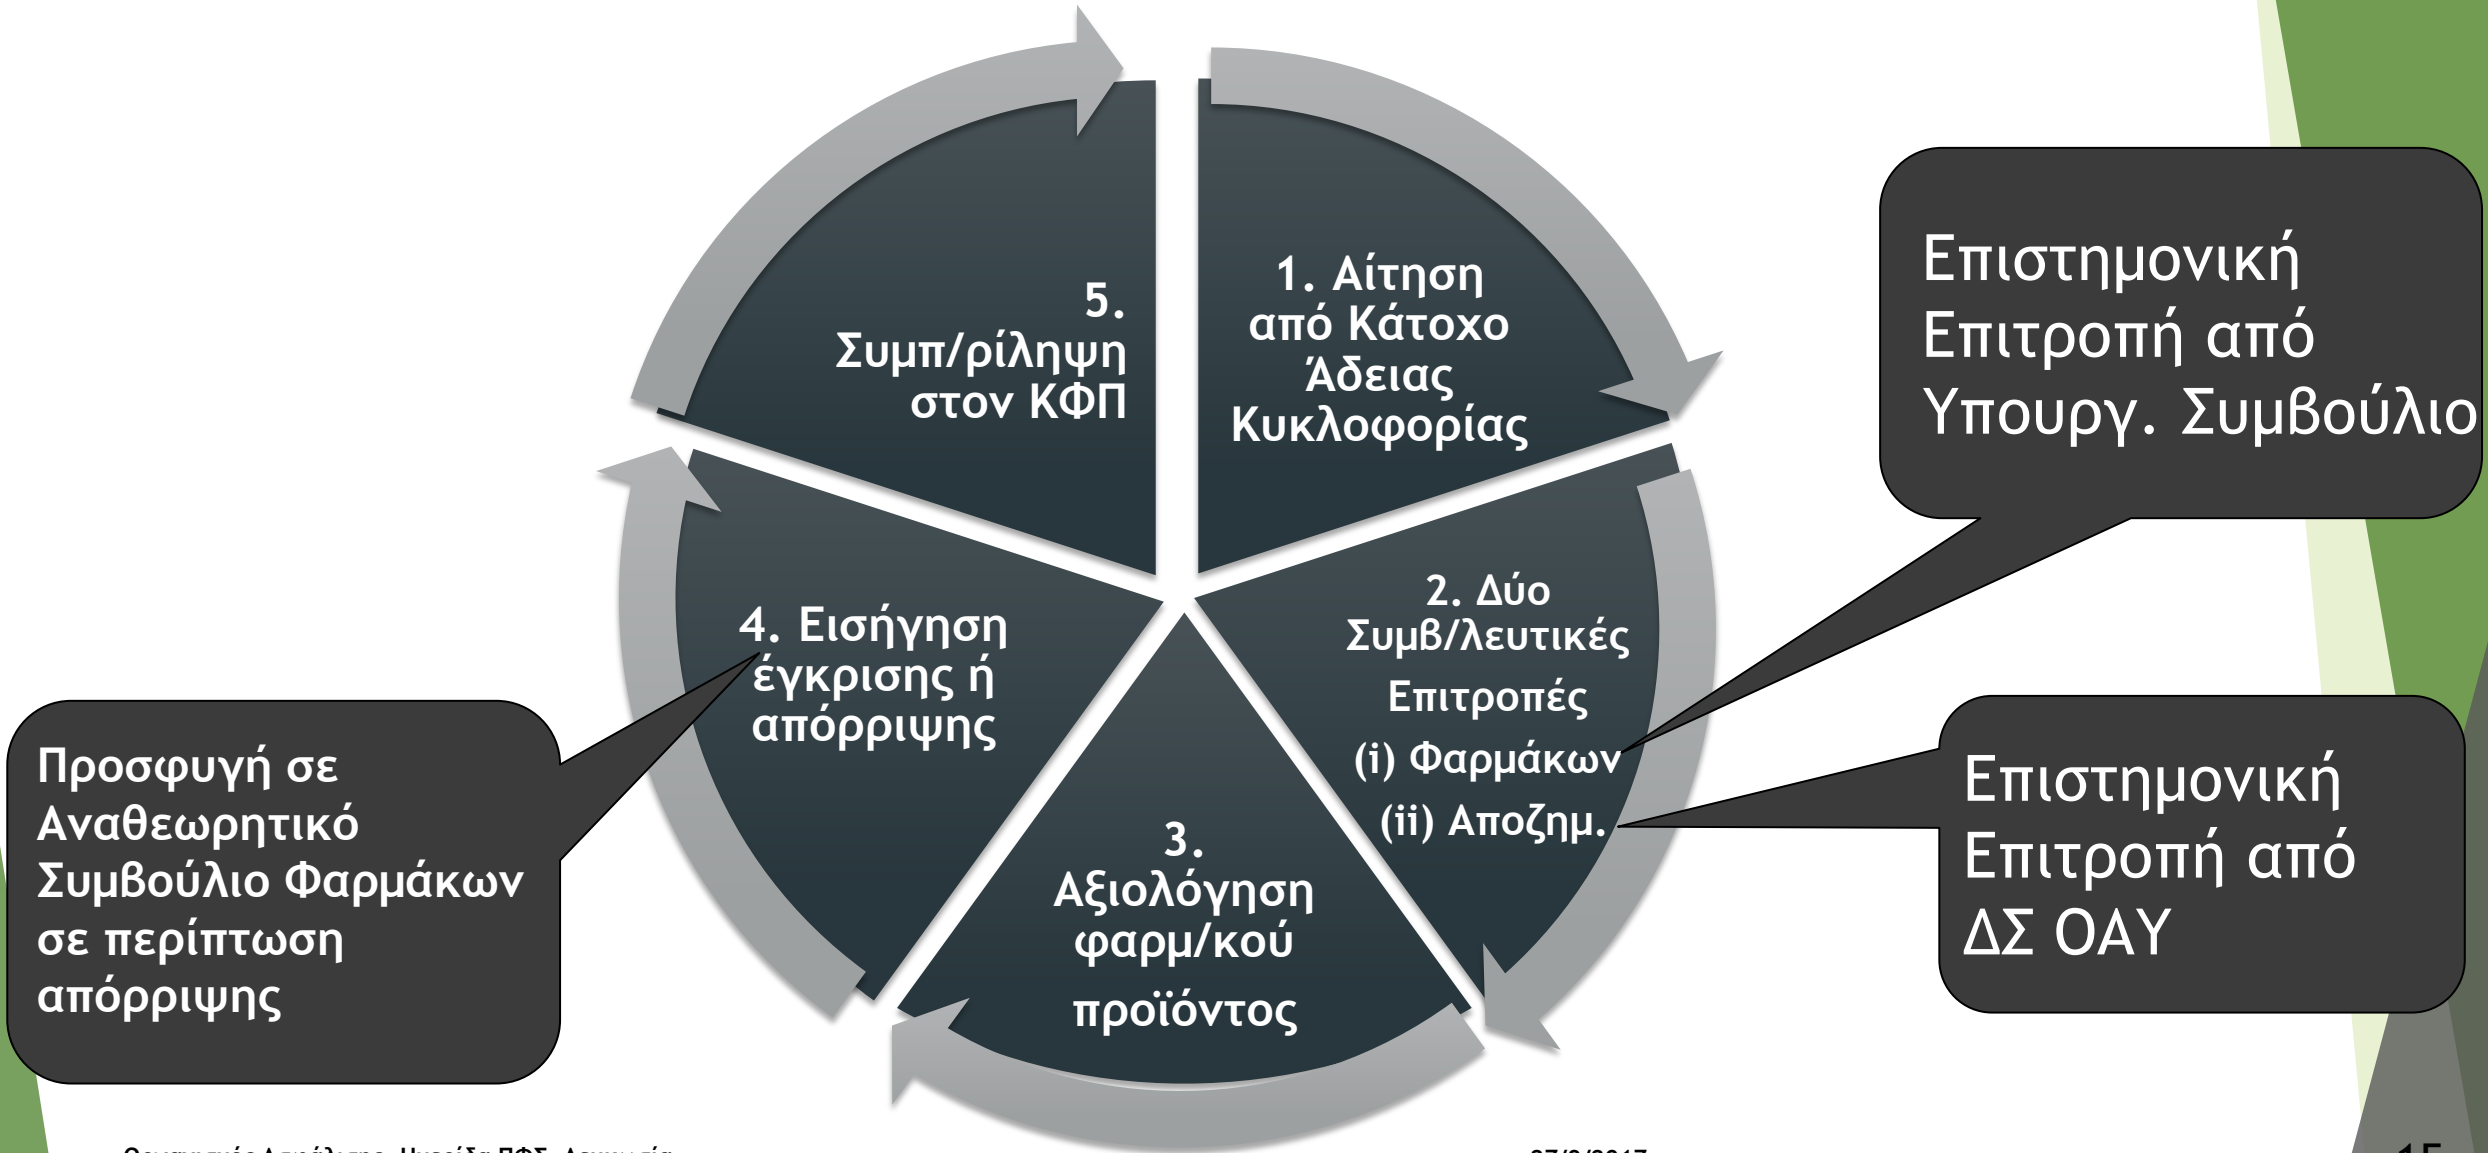 1. Αίτηση
από Κάτοχο
Άδειας
Κυκλοφορίας
2. Δύο
Συμβ/λευτικές
Επιτροπές
(i) Φαρμάκων
(ii) Αποζημ.
3.
Αξιολόγηση
φαρμ/κού
προϊόντος
4. Εισήγηση
έγκρισης ή
απόρριψης
5.
Συμπ/ρίληψη
στον ΚΦΠ
Επιστημονική
Επιτροπή από
Υπουργ. Συμβούλιο
Επιστημονική
Επιτροπή από
ΔΣ ΟΑΥ
Προσφυγή σε
Αναθεωρητικό
Συμβούλιο Φαρμάκων
σε περίπτωση
απόρριψης